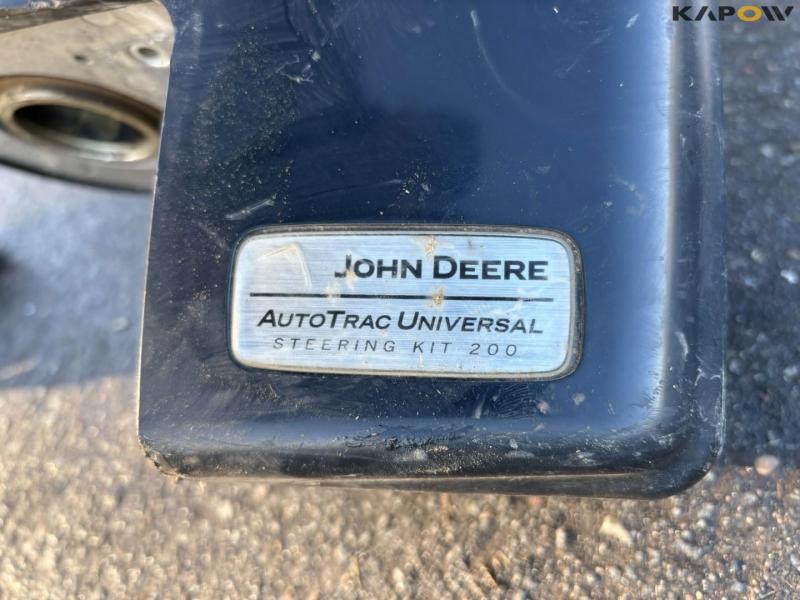 KAPOW
JOHN DEERE
AUTOTRAC UNIVERSAL
STEERING KIT 200